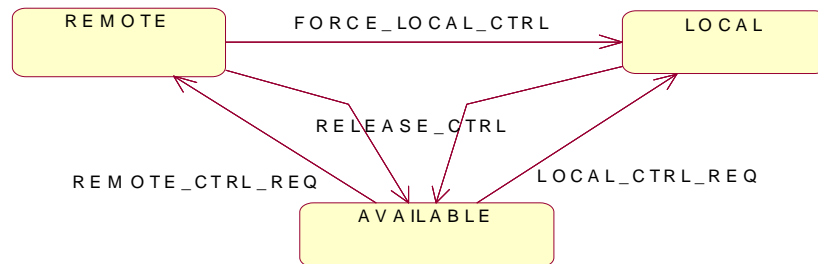 REMOTE
FORCE_LOCAL_CTRL
LOCAL
RELEASE_CTRL
REMOTE_CTRL_REQ
LOCAL_CTRL_REQ
AVAILABLE